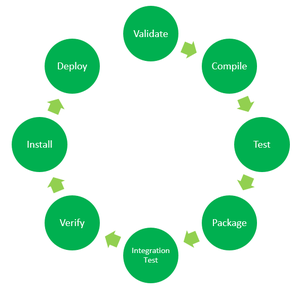 Validate
Compile
Test
Package
Integration
Test
Verify
Install
Deploy